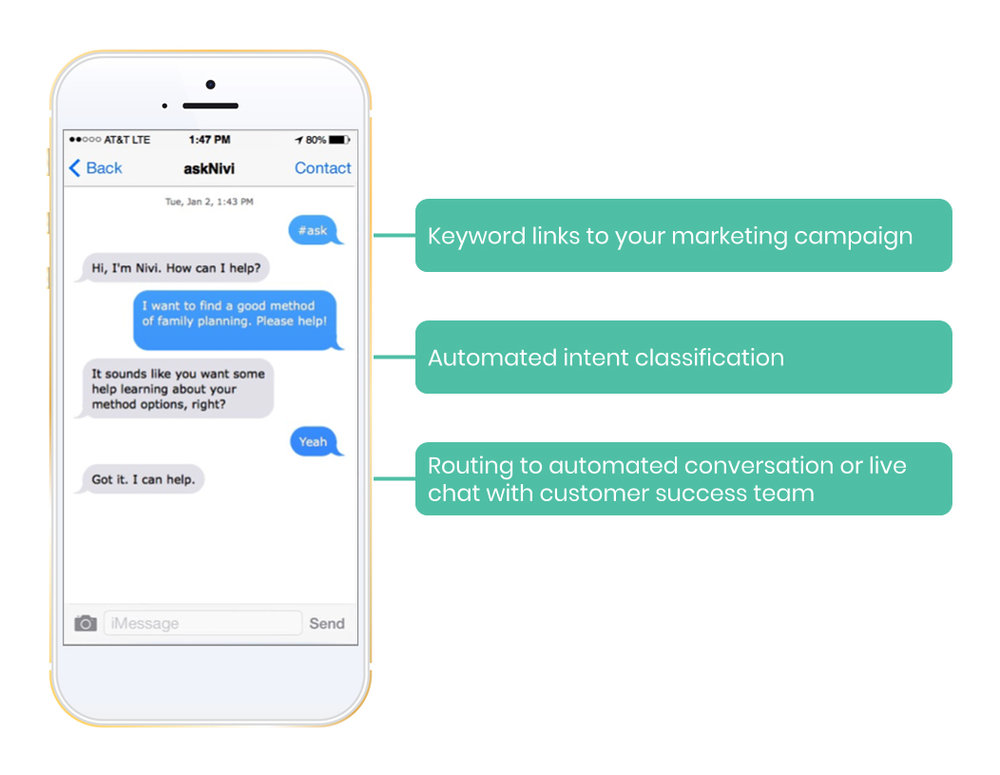 AT&T LTE 1:47 PM 80%
Back askNivi Contact
Tue, Jan 2, 1:43 PM
#ask
Hi, I'm Nivi. How can I help?
I want to find a good method
of family planning. Please help!
It sounds like you want some
help learning about your
method options, right?
Yeah
Got it. I can help.
iMessage Send
Keyword links to your marketing campaign
Automated intent classification
Routing to automated conversation or live
chat with customer success team